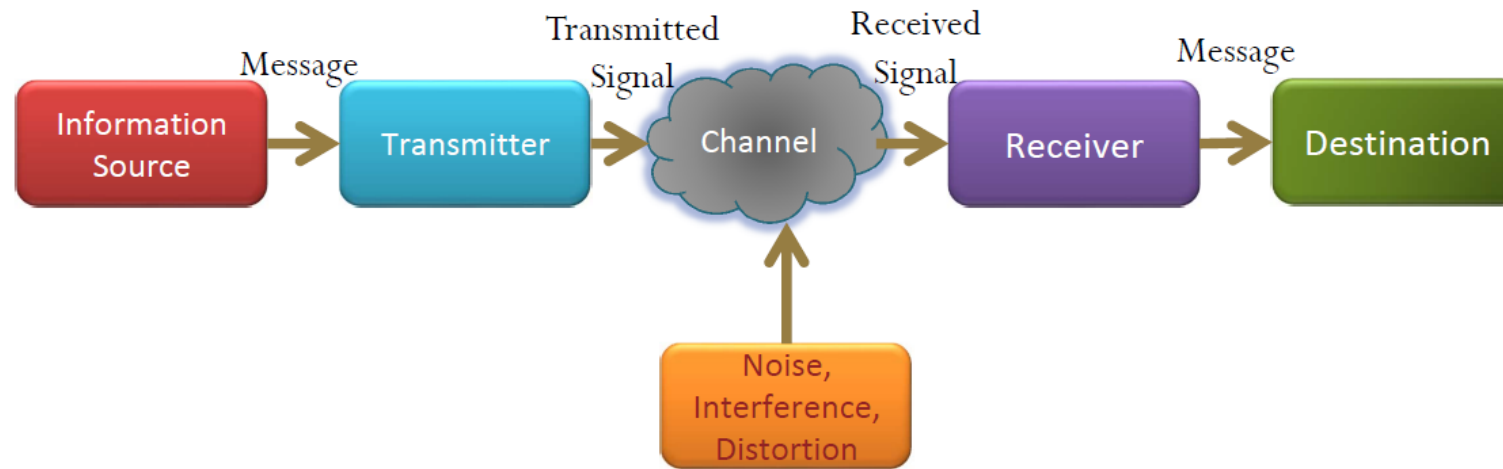 Message
Transmitted
Signal
Received
Signal
Message
Information
Source
Transmitter
Channel
Receiver
Destination
Noise,
Interference,
Distortion